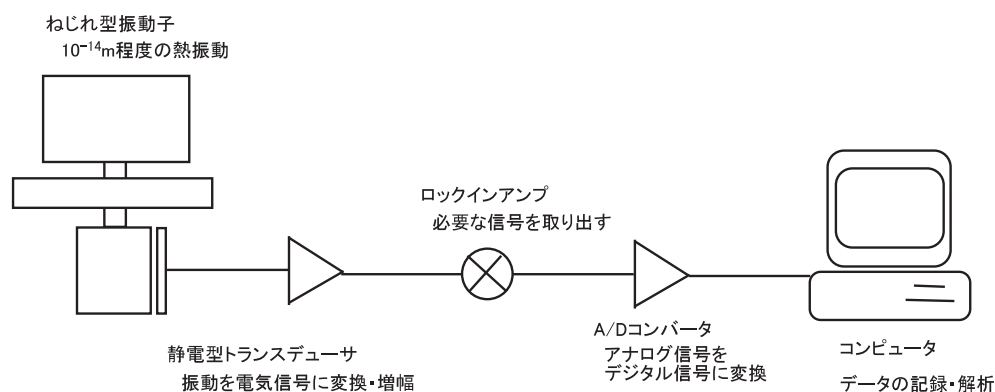 ねじれ型振動子
10⁻¹⁴m程度の熱振動
ロックインアンプ
必要な信号を取り出す
静電型トランスデューサ
振動を電気信号に変換・増幅
A/Dコンバータ
アナログ信号を
デジタル信号に変換
コンピュータ
データの記録・解析